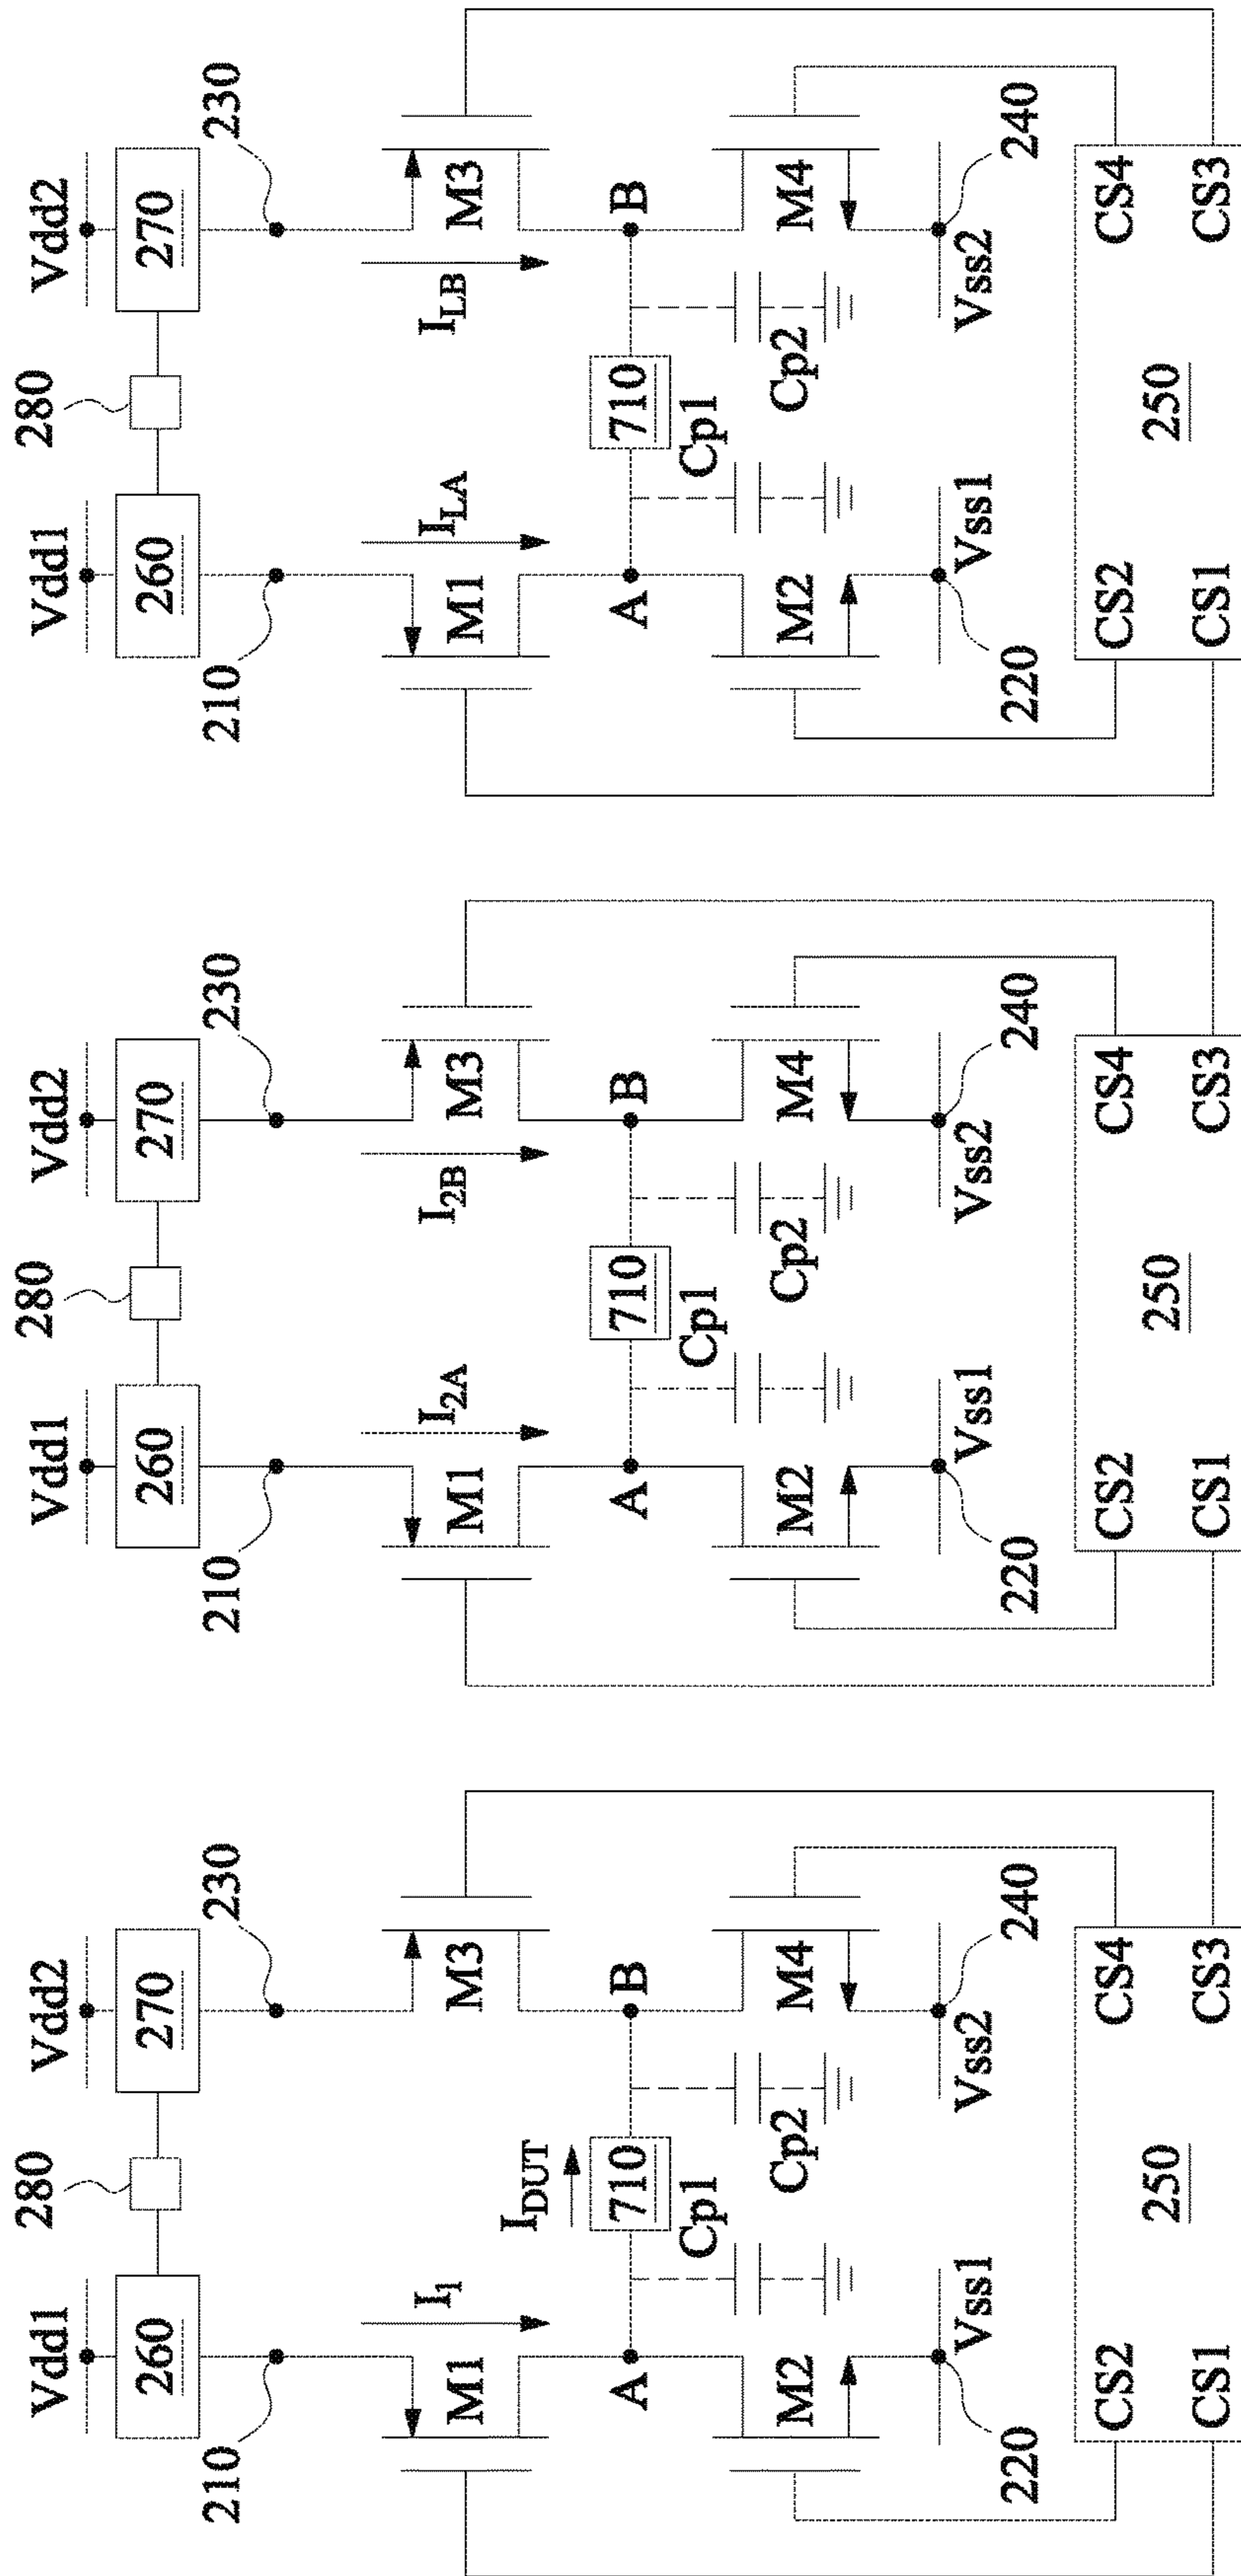 280
Vdd1
Vdd2
260
270
210
230
I1
M1
M3
IDUT
A
710
B
Cp1
M2
Cp2
M4
Vss1
Vss2
220
240
CS2
CS4
250
CS1
CS3
280
Vdd1
Vdd2
260
270
210
230
I2A
I2B
M1
M3
A
710
B
Cp1
M2
Cp2
M4
Vss1
Vss2
220
240
CS2
CS4
250
CS1
CS3
280
Vdd1
Vdd2
260
270
210
230
ILA
ILB
M1
M3
A
710
B
Cp1
M2
Cp2
M4
Vss1
Vss2
220
240
CS2
CS4
250
CS1
CS3